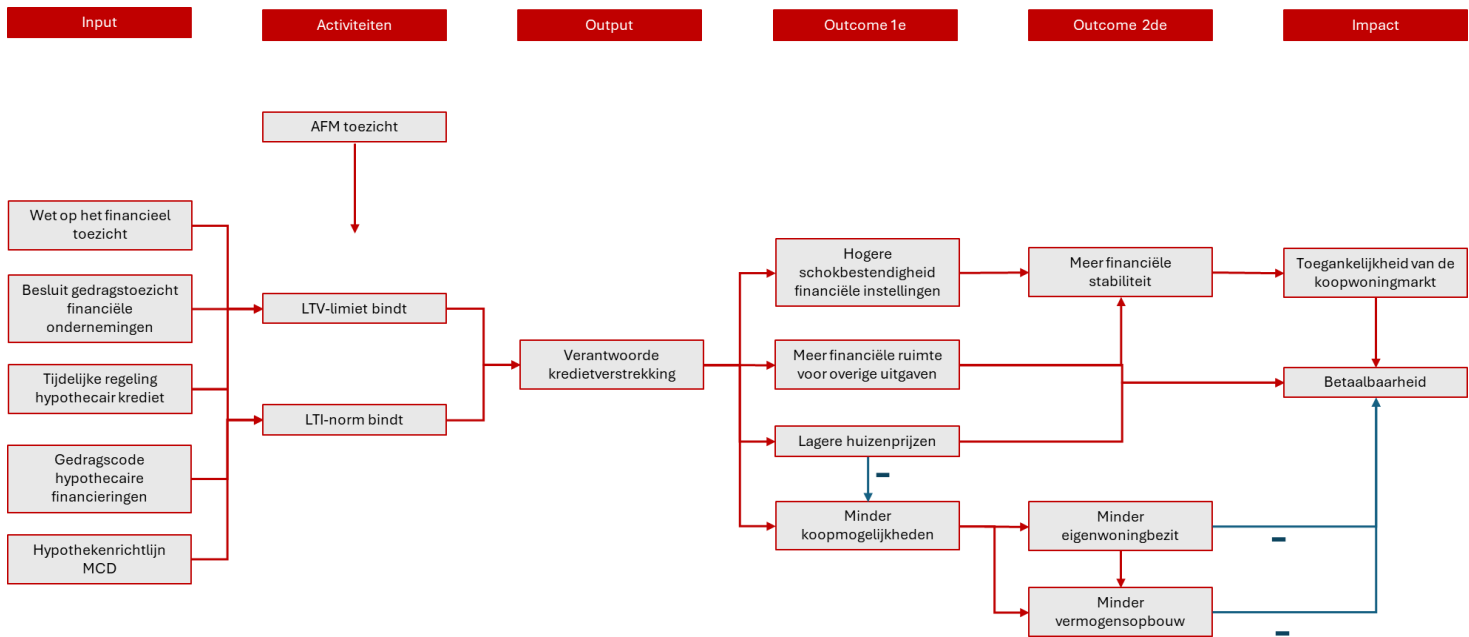 Input
Activiteiten
Output
Outcome 1e
Outcome 2de
Impact
AFM toezicht
Wet op het financieel
toezicht
Besluit gedragstoezicht
financiële
ondernemingen
Tijdelijke regeling
hypothecair krediet
Gedragscode
hypothecaire
financieringen
Hypothekenrichtlijn
MCD
LTV-limiet bindt
LTI-norm bindt
Verantwoorde
kredietverstrekking
Hogere
schokbestendigheid
financiële instellingen
Meer financiële ruimte
voor overige uitgaven
Lagere huizenprijzen
–
Minder
koopmogelijkheden
Meer financiële
stabiliteit
Minder
eigenwoningbezit
–
Minder
vermogensopbouw
–
Toegankelijkheid van de
koopwoningmarkt
Betaalbaarheid